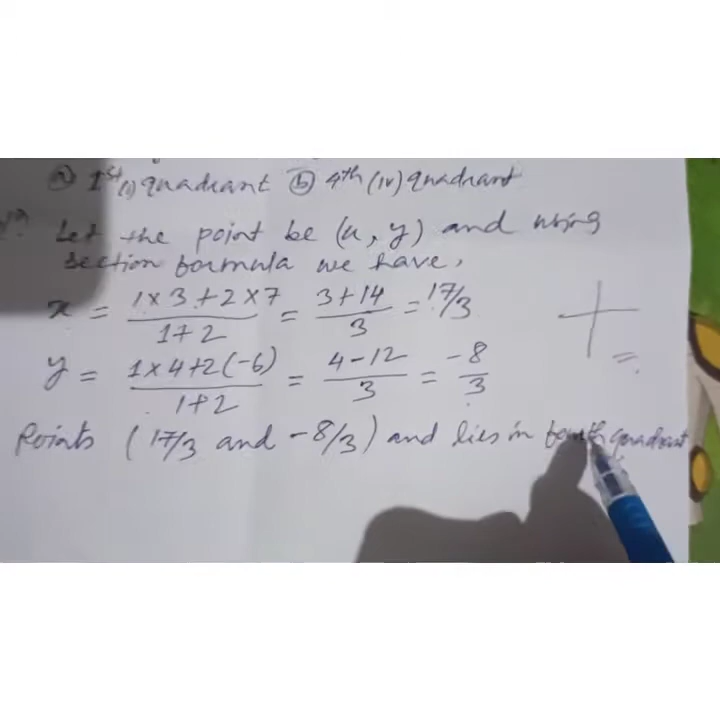 (a) 1st (i) quadrant (b) 4th (iv) quadrant
Let the point be (x, y) and using
section formula we have,
x = 1×3+2×7/1+2 = 3+14/3 = 17/3
y = 1×4+2(-6)/1+2 = 4-12/3 = -8/3
Points (17/3 and -8/3) and lies in fourth quadrant